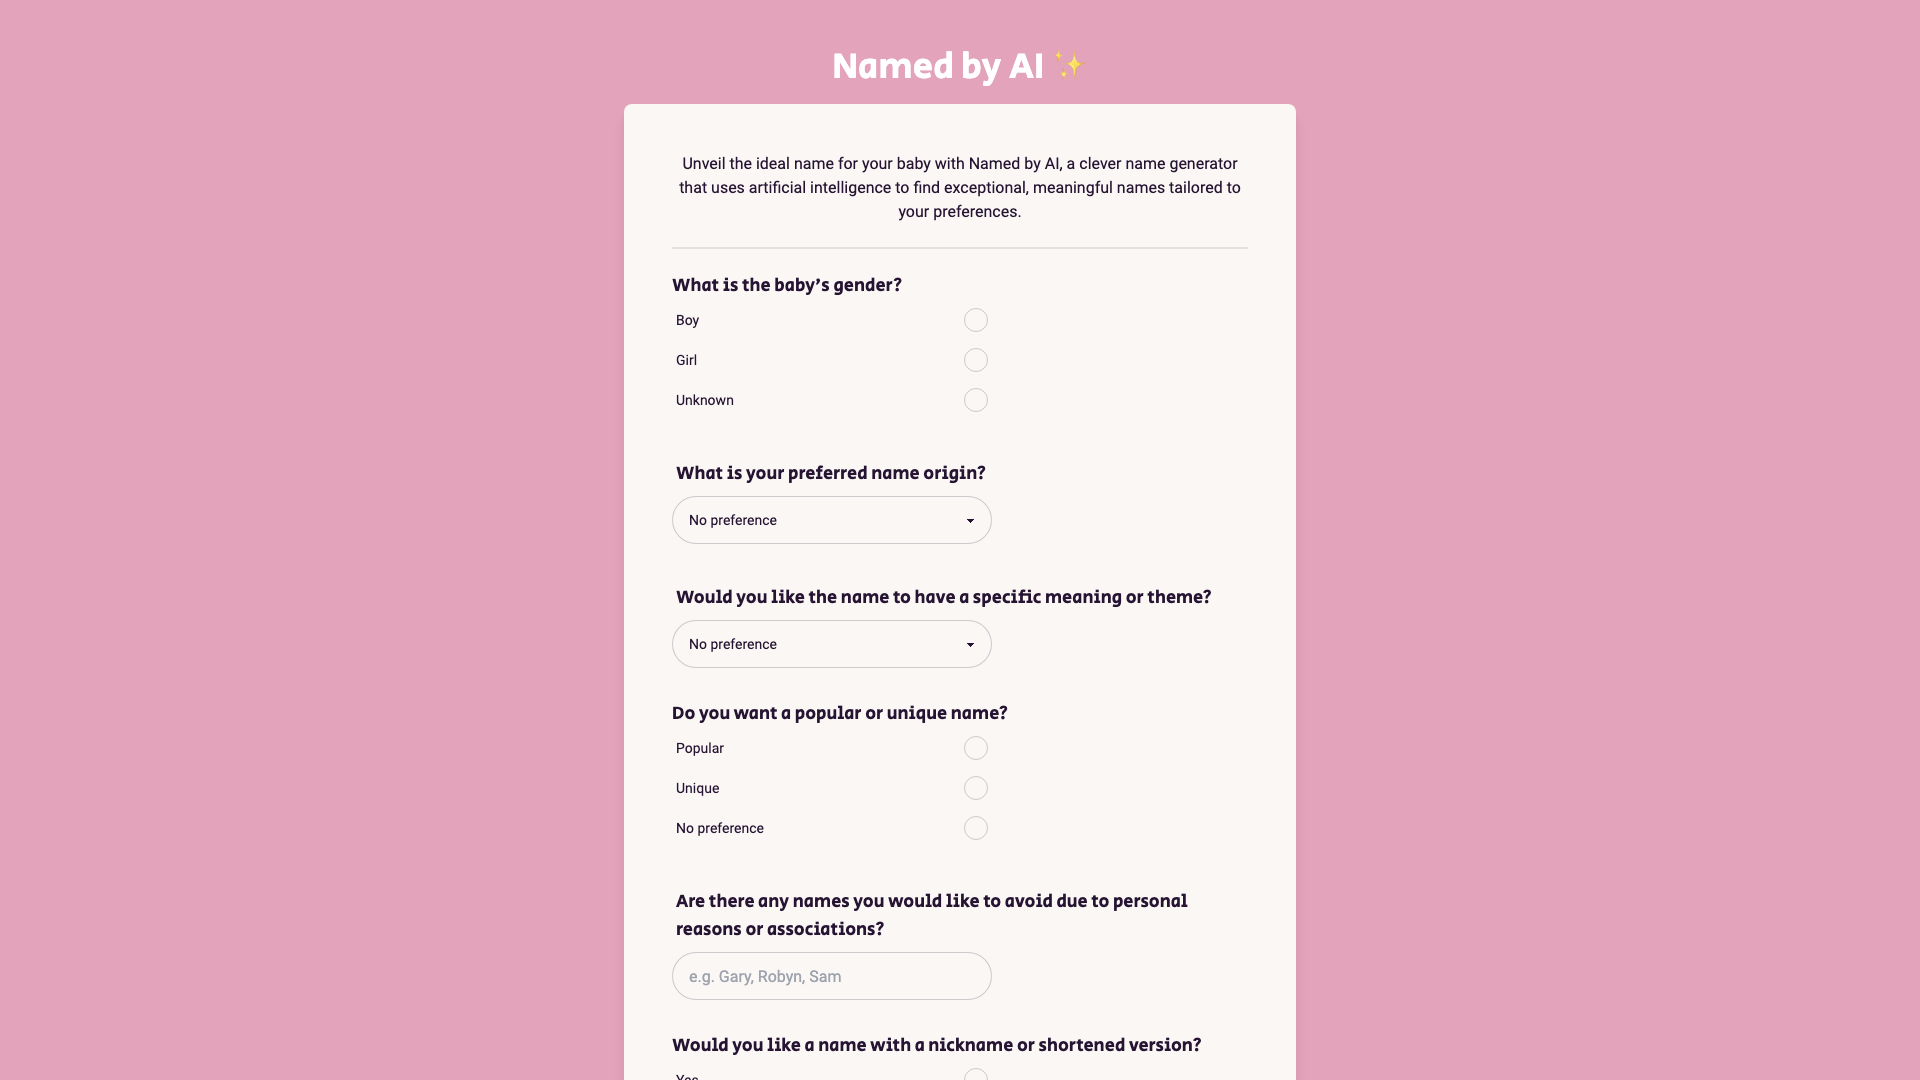 Named by AI ✨
Unveil the ideal name for your baby with Named by AI, a clever name generator
that uses artificial intelligence to find exceptional, meaningful names tailored to
your preferences.
What is the baby's gender?
Boy
Girl
Unknown
What is your preferred name origin?
No preference
Would you like the name to have a specific meaning or theme?
No preference
Do you want a popular or unique name?
Popular
Unique
No preference
Are there any names you would like to avoid due to personal
reasons or associations?
e.g. Gary, Robyn, Sam
Would you like a name with a nickname or shortened version?
Yes